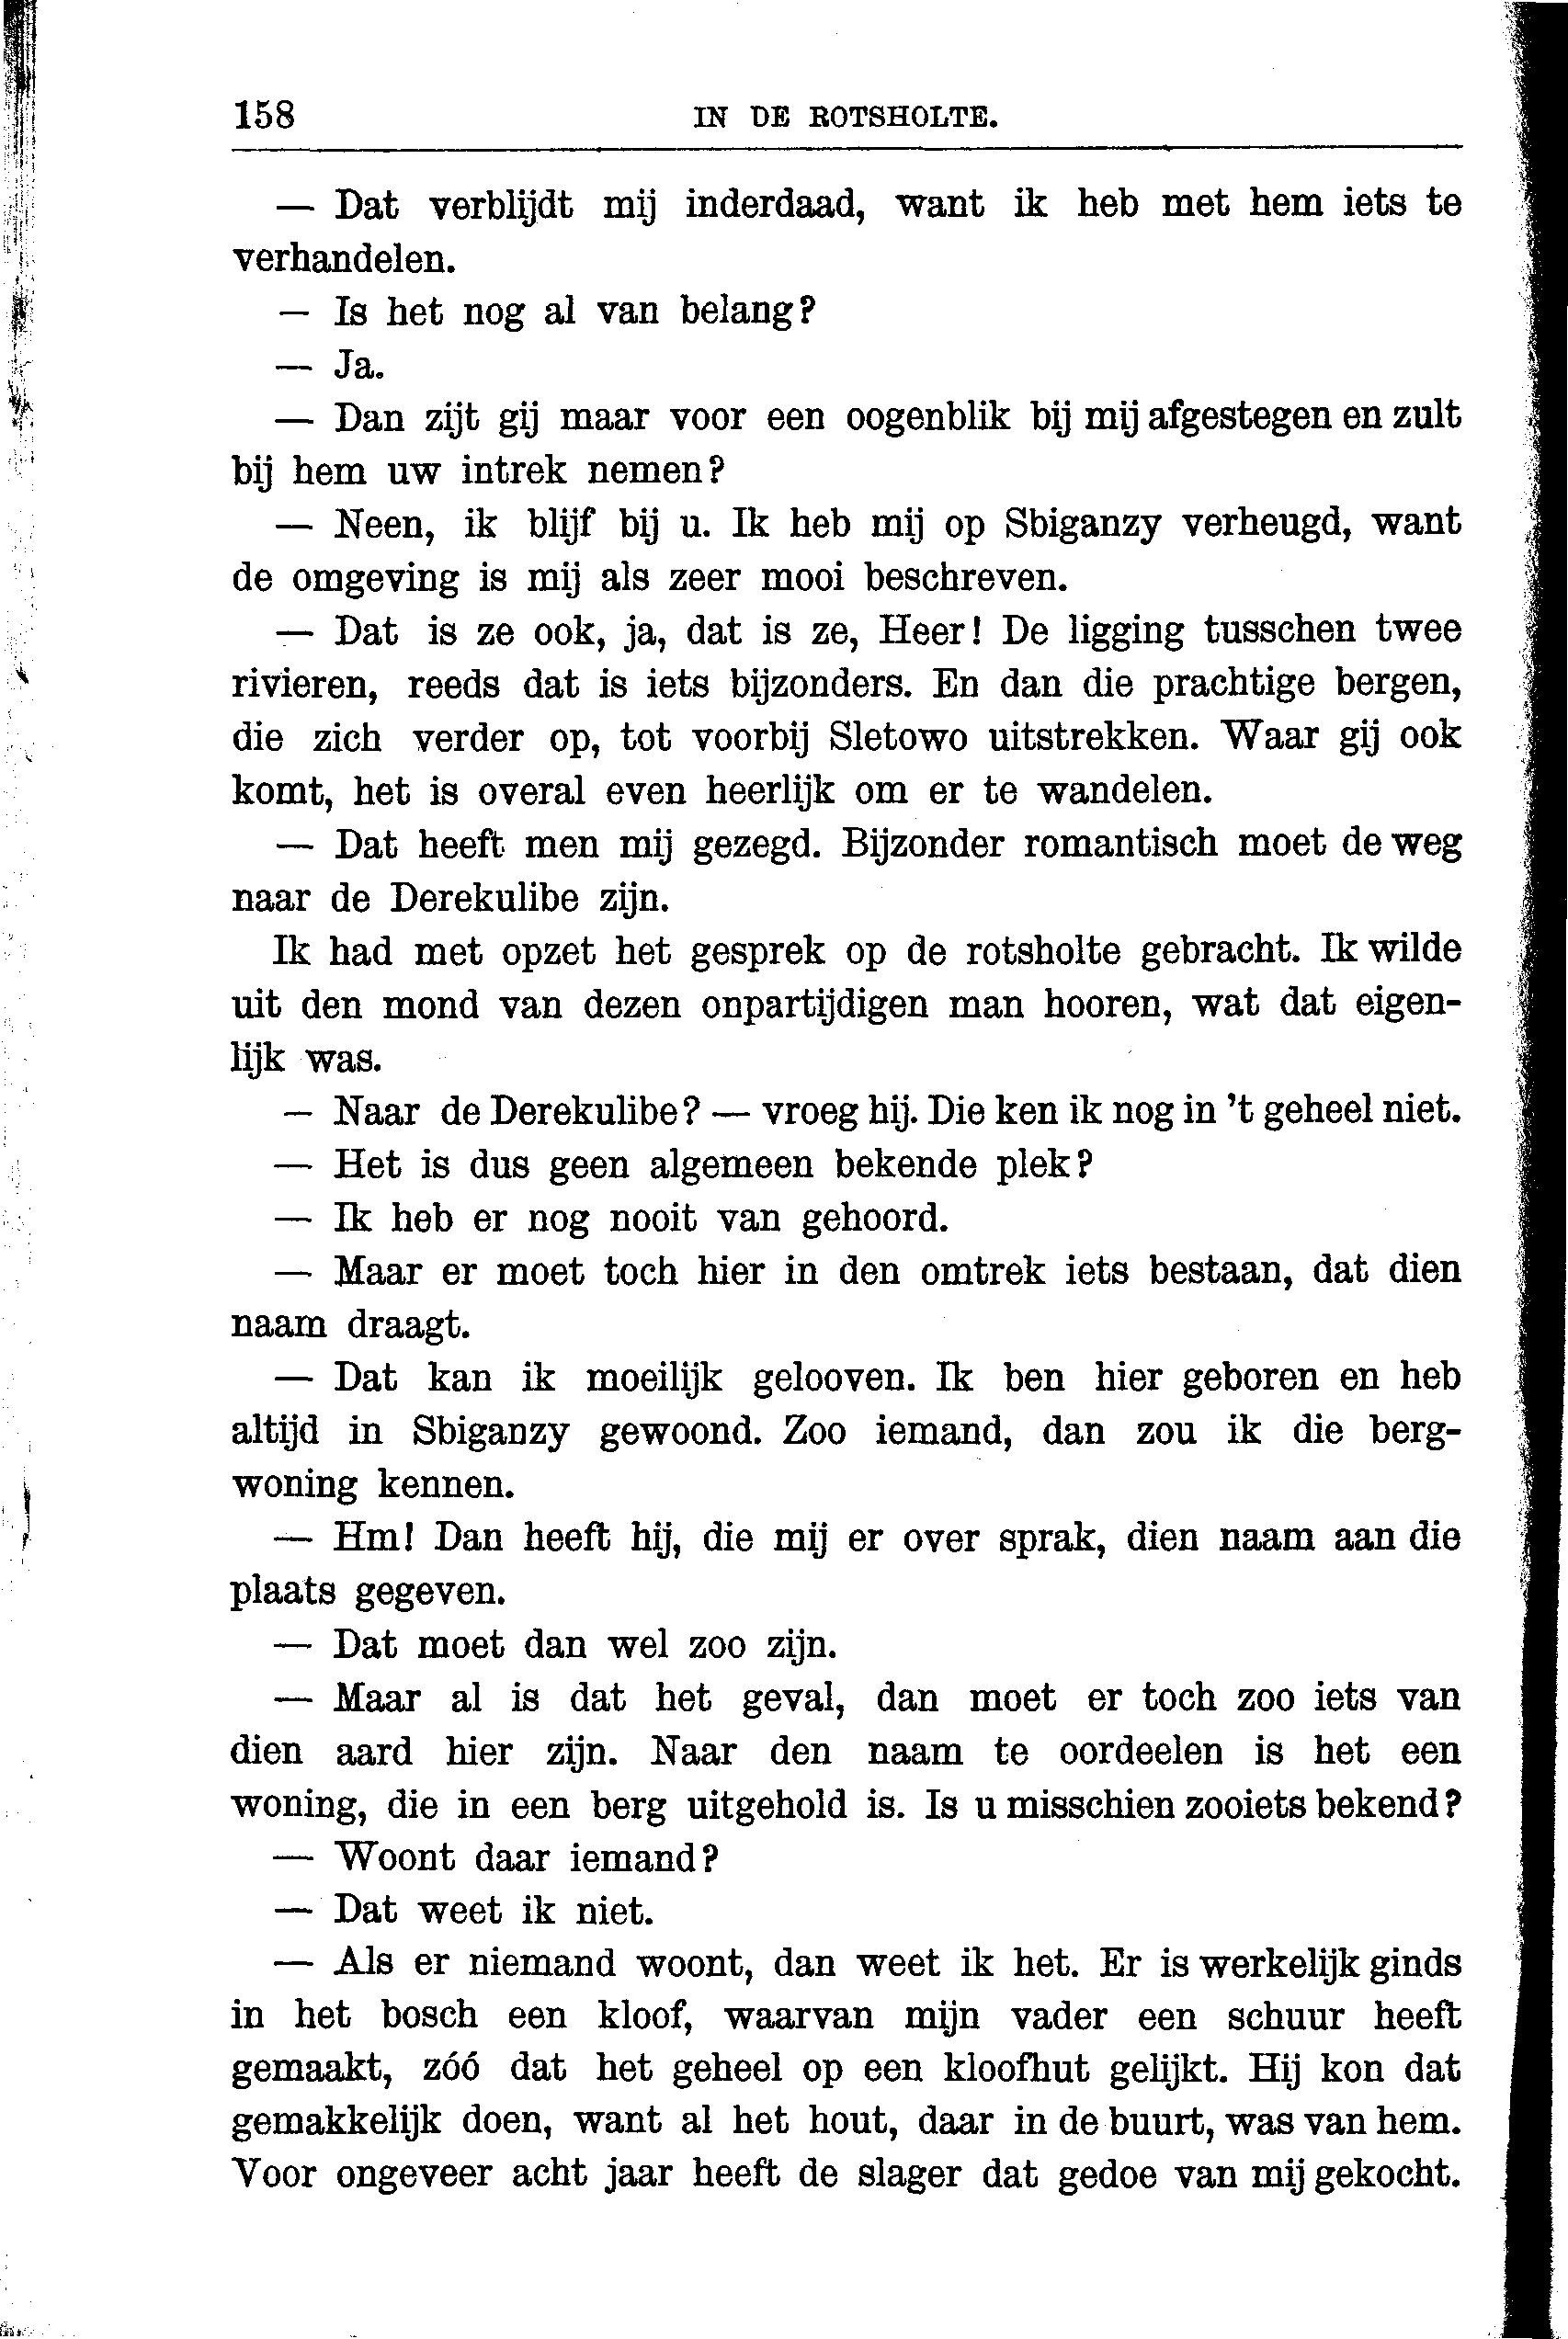 158 IN DE ROTSHOLTE.
— Dat verblijdt mij inderdaad, want ik heb met hem iets te
verhandelen.
— Is het nog al van belang?
— Ja.
— Dan zijt gij maar voor een oogenblik bij mij afgestegen en zult
bij hem uw intrek nemen?
— Neen, ik blijf bij u. Ik heb mij op Sbiganzy verheugd, want
de omgeving is mij als zeer mooi beschreven.
— Dat is ze ook, ja, dat is ze, Heer! De ligging tusschen twee
rivieren, reeds dat is iets bijzonders. En dan die prachtige bergen,
die zich verder op, tot voorbij Sletowo uitstrekken. Waar gij ook
komt, het is overal even heerlijk om er te wandelen.
— Dat heeft men mij gezegd. Bijzonder romantisch moet de weg
naar de Derekulibe zijn.
Ik had met opzet het gesprek op de rotsholte gebracht. Ik wilde
uit den mond van dezen onpartijdigen man hooren, wat dat eigen-
lijk was.
— Naar de Derekulibe? — vroeg hij. Die ken ik nog in 't geheel niet.
— Het is dus geen algemeen bekende plek?
— Ik heb er nog nooit van gehoord.
— Maar er moet toch hier in den omtrek iets bestaan, dat dien
naam draagt.
— Dat kan ik moeilijk gelooven. Ik ben hier geboren en heb
altijd in Sbiganzy gewoond. Zoo iemand, dan zou ik die berg-
woning kennen.
— Hm! Dan heeft hij, die mij er over sprak, dien naam aan die
plaats gegeven.
— Dat moet dan wel zoo zijn.
— Maar al is dat het geval, dan moet er toch zoo iets van
dien aard hier zijn. Naar den naam te oordeelen is het een
woning, die in een berg uitgehold is. Is u misschien zooiets bekend?
— Woont daar iemand?
— Dat weet ik niet.
— Als er niemand woont, dan weet ik het. Er is werkelijk ginds
in het bosch een kloof, waarvan mijn vader een schuur heeft
gemaakt, zóó dat het geheel op een kloofhut gelijkt. Hij kon dat
gemakkelijk doen, want al het hout, daar in de buurt, was van hem.
Voor ongeveer acht jaar heeft de slager dat gedoe van mij gekocht.